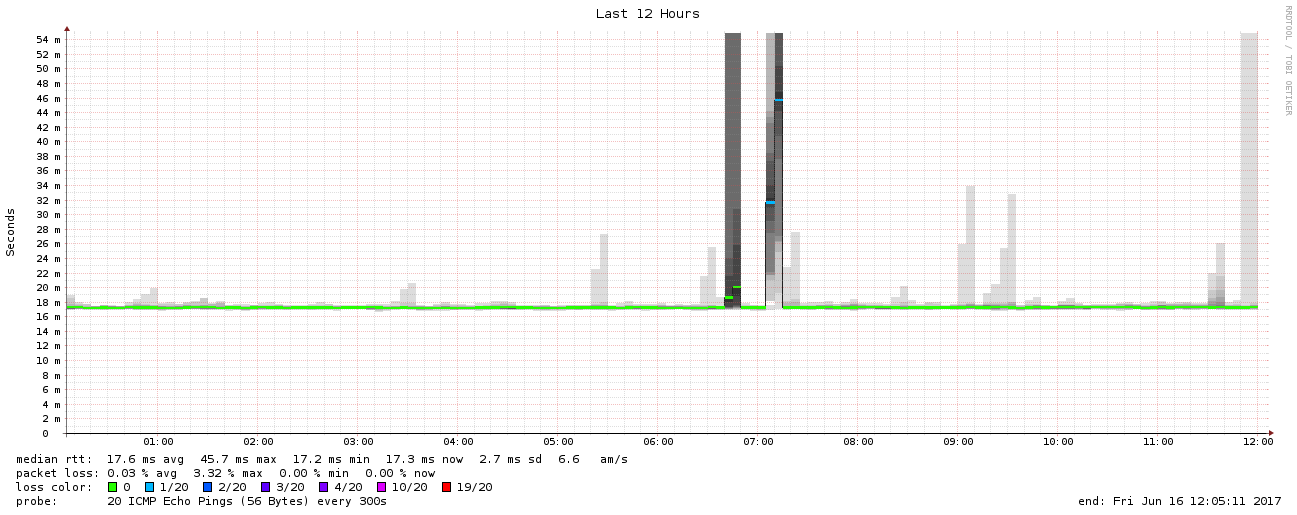 Last 12 Hours
RRDTOOL / TOBI OETIKER
Seconds
54 m
52 m
50 m
48 m
46 m
44 m
42 m
40 m
38 m
36 m
34 m
32 m
30 m
28 m
26 m
24 m
22 m
20 m
18 m
16 m
14 m
12 m
10 m
8 m
6 m
4 m
2 m
0
01:00 02:00 03:00 04:00 05:00 06:00 07:00 08:00 09:00 10:00 11:00 12:00
median rtt: 17.6 ms avg 45.7 ms max 17.2 ms min 17.3 ms now 2.7 ms sd 6.6 am/s
packet loss: 0.03 % avg 3.32 % max 0.00 % min 0.00 % now
loss color: 0 1/20 2/20 3/20 4/20 10/20 19/20
probe: 20 ICMP Echo Pings (56 Bytes) every 300s end: Fri Jun 16 12:05:11 2017